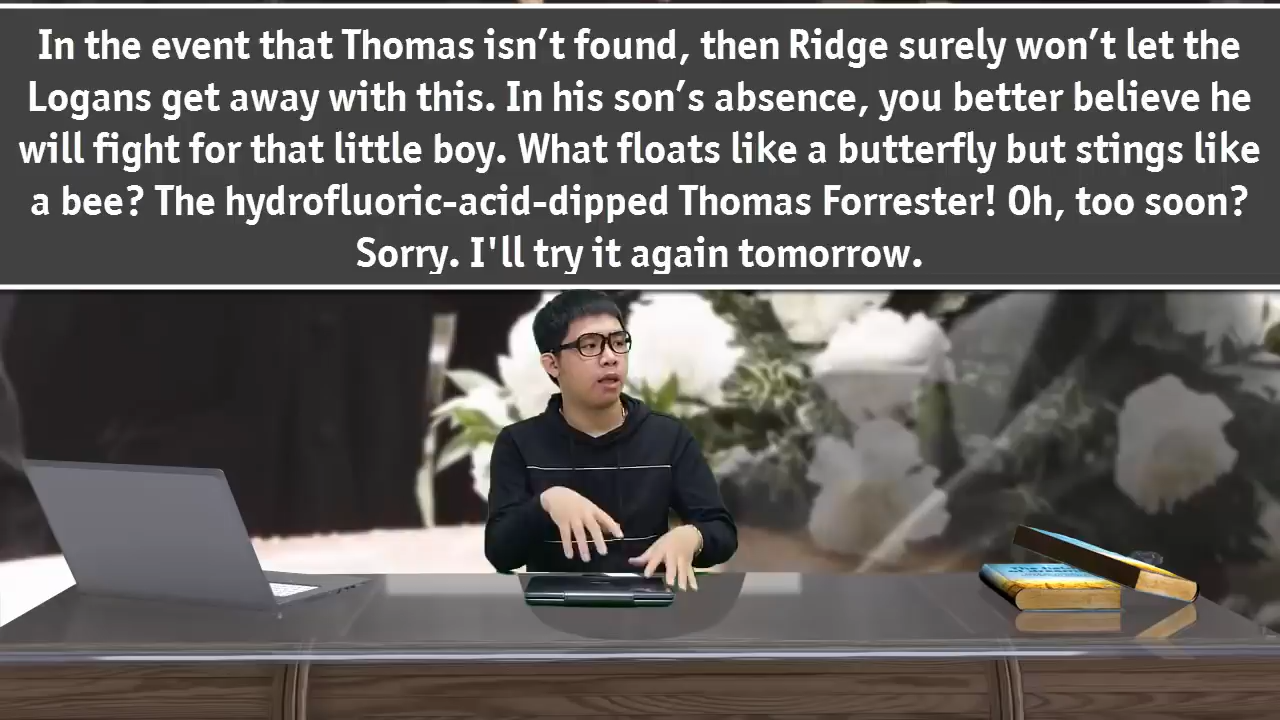 In the event that Thomas isn’t found, then Ridge surely won’t let the
Logans get away with this. In his son’s absence, you better believe he
will fight for that little boy. What floats like a butterfly but stings like
a bee? The hydrofluoric-acid-dipped Thomas Forrester! Oh, too soon?
Sorry. I'll try it again tomorrow.